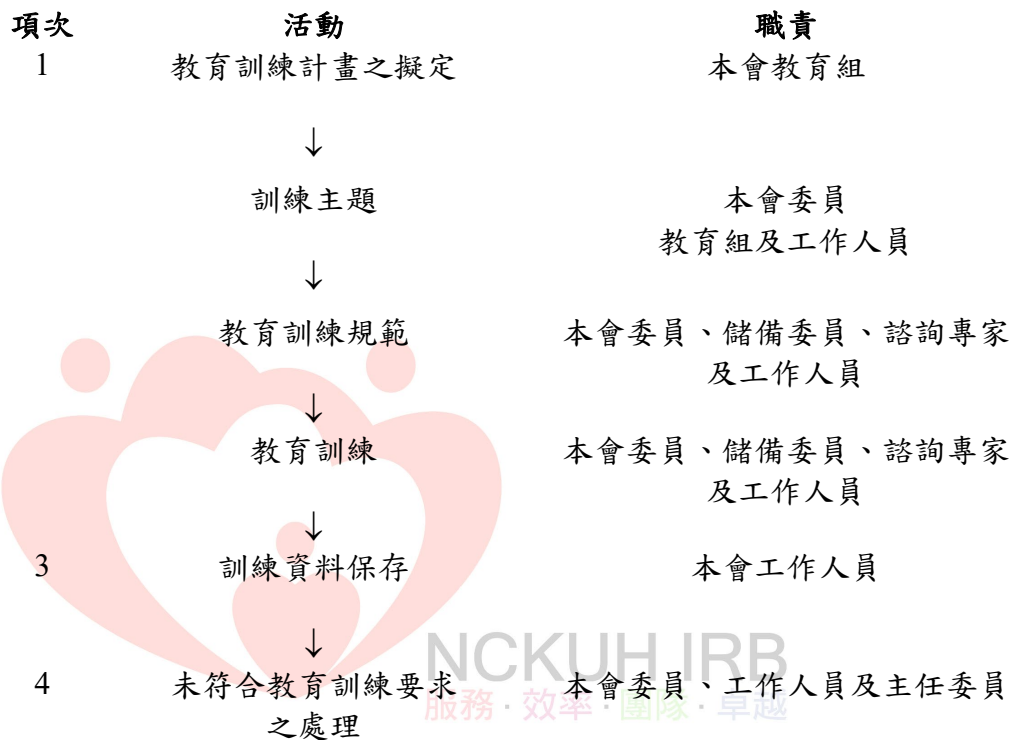 項次 活動 職責
1 教育訓練計畫之擬定 本會教育組
↓
訓練主題 本會委員
教育組及工作人員
↓
教育訓練規範 本會委員、儲備委員、諮詢專家
及工作人員
↓
教育訓練 本會委員、儲備委員、諮詢專家
及工作人員
↓
3 訓練資料保存 本會工作人員
↓
NCKUH IRB
4 未符合教育訓練要求 本會委員、工作人員及主任委員
服務·效率·團隊·卓越
之處理